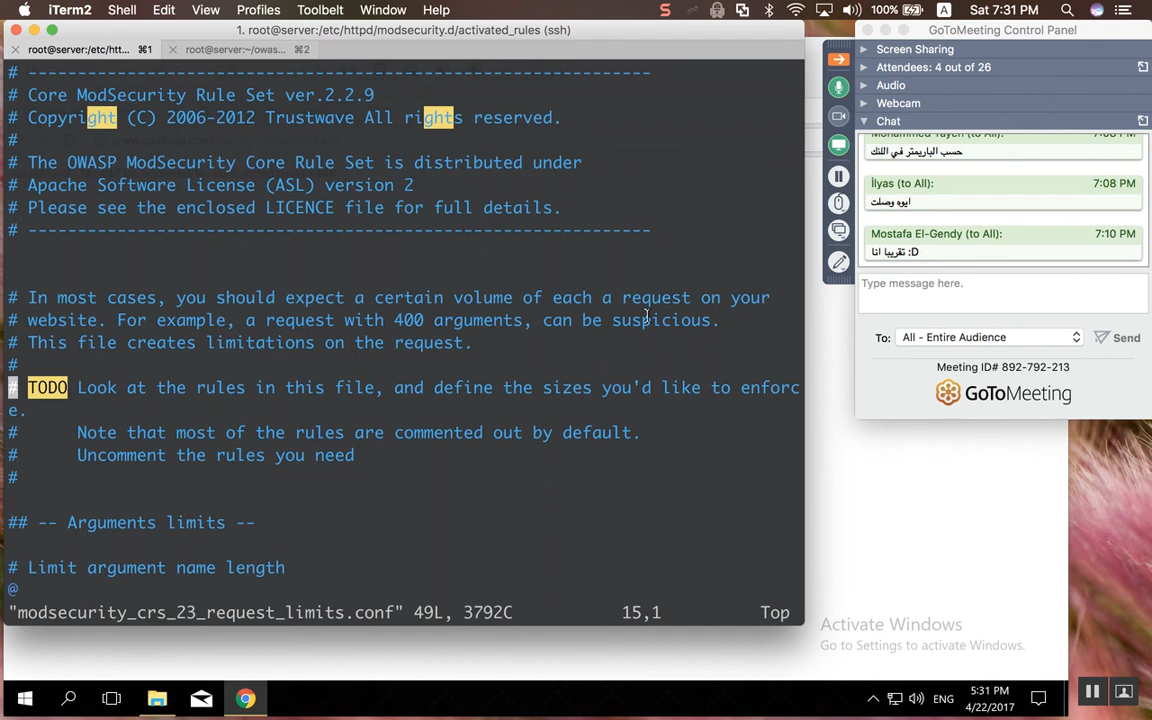 iTerm2 Shell Edit View Profiles Toolbelt Window Help
100% A Sat 7:31 PM
1. root@server:/etc/httpd/modsecurity.d/activated_rules (ssh)
root@server:/etc/htt... ⌘1
root@server:~/owas... ⌘2
# ---------------------------------------------------------------
# Core ModSecurity Rule Set ver.2.2.9
# Copyright (C) 2006-2012 Trustwave All rights reserved.
#
# The OWASP ModSecurity Core Rule Set is distributed under
# Apache Software License (ASL) version 2
# Please see the enclosed LICENCE file for full details.
# ---------------------------------------------------------------
# In most cases, you should expect a certain volume of each a request on your
# website. For example, a request with 400 arguments, can be suspicious.
# This file creates limitations on the request.
#
# TODO Look at the rules in this file, and define the sizes you'd like to enforc
e.
#      Note that most of the rules are commented out by default.
#      Uncomment the rules you need
#
## -- Arguments limits --
# Limit argument name length
@
"modsecurity_crs_23_request_limits.conf" 49L, 3792C 15,1 Top
GoToMeeting Control Panel
Screen Sharing
Attendees: 4 out of 26
Audio
Webcam
Chat
حسب الباريمتر في اللنك
İlyas (to All): 7:08 PM
ايوه وصلت
Mostafa El-Gendy (to All): 7:10 PM
تقريبا انا :D
Type message here.
To: All - Entire Audience Send
Meeting ID# 892-792-213
GoToMeeting
Activate Windows
Go to Settings to activate Windows.
ENG
5:31 PM
4/22/2017